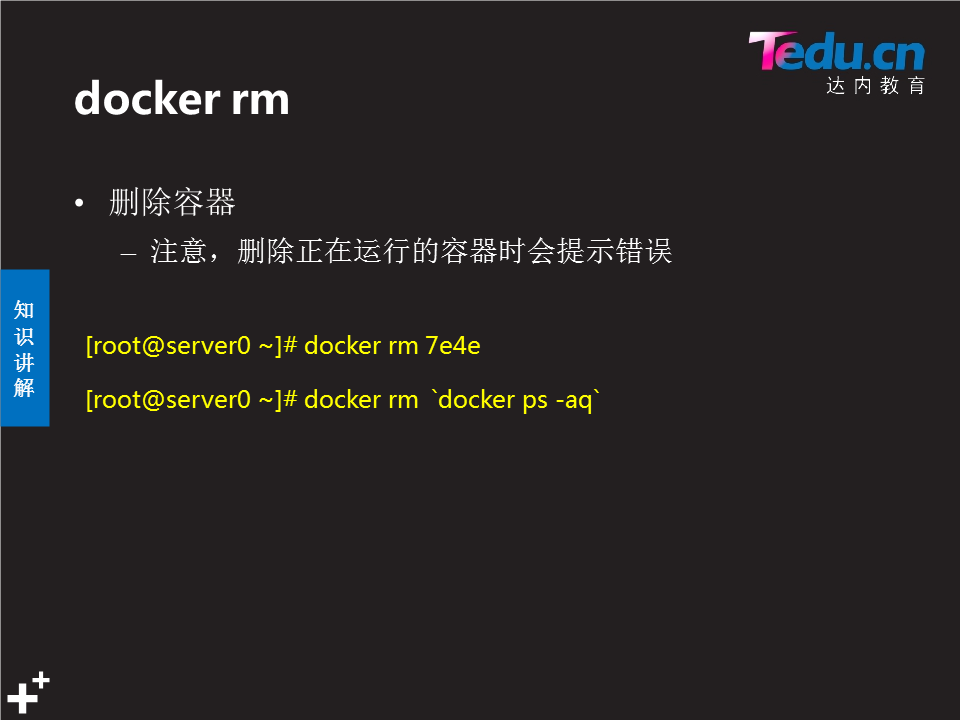 Tedu.cn
达内教育
docker rm
• 删除容器
– 注意，删除正在运行的容器时会提示错误
知识讲解
[root@server0 ~]# docker rm 7e4e
[root@server0 ~]# docker rm `docker ps -aq`